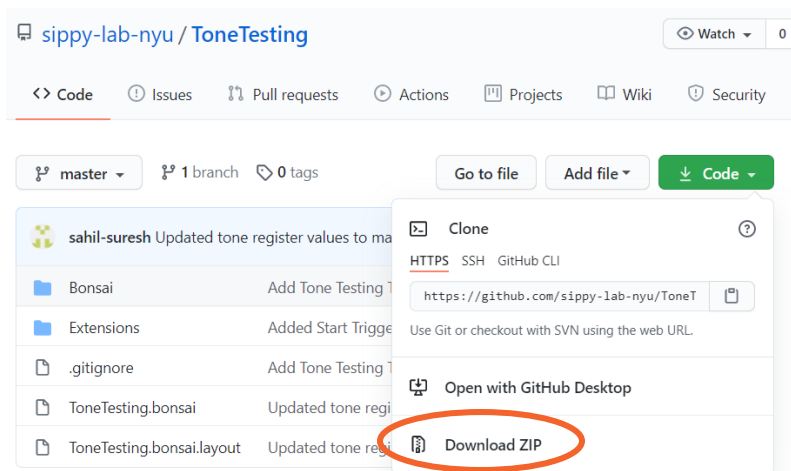 sippy-lab-nyu / ToneTesting
Watch 0
Code Issues Pull requests Actions Projects Wiki Security
master 1 branch 0 tags Go to file Add file Code
sahil-suresh Updated tone register values to ma
Clone
HTTPS SSH GitHub CLI
Bonsai Add Tone Testing
https://github.com/sippy-lab-nyu/ToneT
Extensions Added Start Trigge
Use Git or checkout with SVN using the web URL.
.gitignore Add Tone Testing
Open with GitHub Desktop
ToneTesting.bonsai Updated tone regi
ToneTesting.bonsai.layout Updated tone regi
Download ZIP